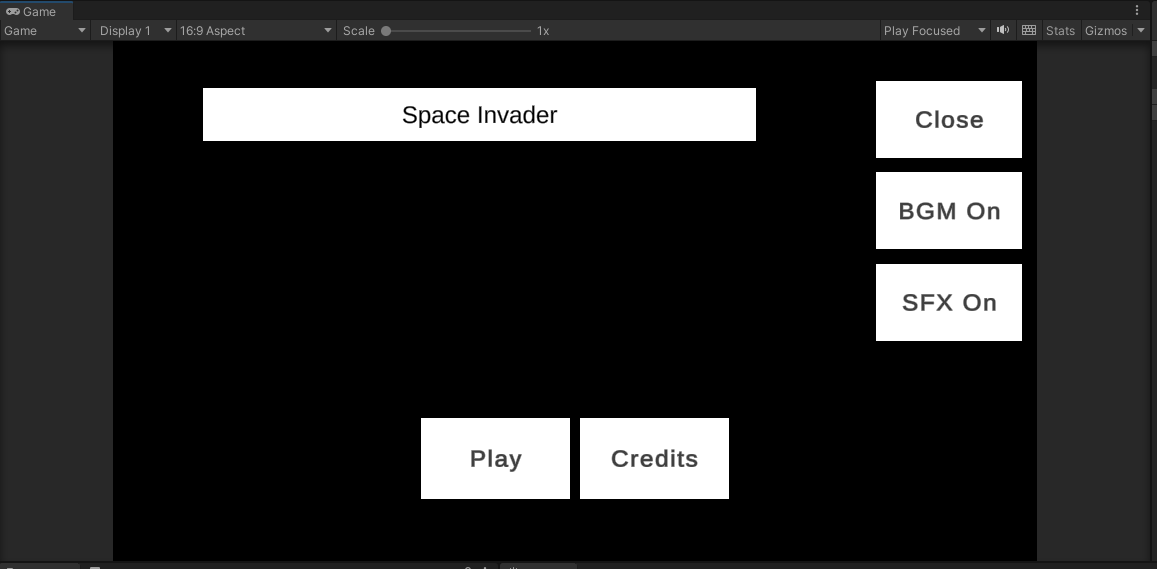 Game
Game
Display 1
16:9 Aspect
Scale
1x
Play Focused
Stats
Gizmos
Space Invader
Close
BGM On
SFX On
Play
Credits